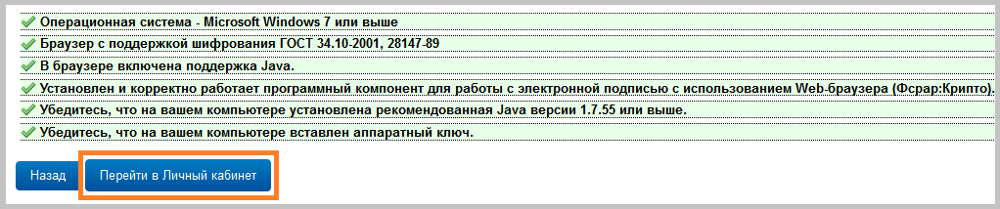 Операционная система - Microsoft Windows 7 или выше
Браузер с поддержкой шифрования ГОСТ 34.10-2001, 28147-89
В браузере включена поддержка Java.
Установлен и корректно работает программный компонент для работы с электронной подписью с использованием Web-браузера (Фсрар:Крипто).
Убедитесь, что на вашем компьютере установлена рекомендованная Java версии 1.7.55 или выше.
Убедитесь, что на вашем компьютере вставлен аппаратный ключ.
Назад Перейти в Личный кабинет